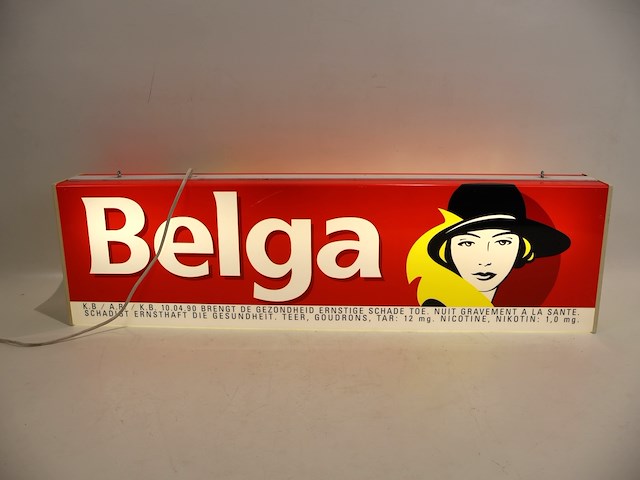 Belga
K.B / A.R / K.B. 10.04.90 BRENGT DE GEZONDHEID ERNSTIGE SCHADE TOE. NUIT GRAVEMENT A LA SANTE.
SCHADIGT ERNSTHAFT DIE GESUNDHEIT. TEER, GOUDRONS, TAR: 12 mg. NICOTINE, NIKOTIN: 1,0 mg.